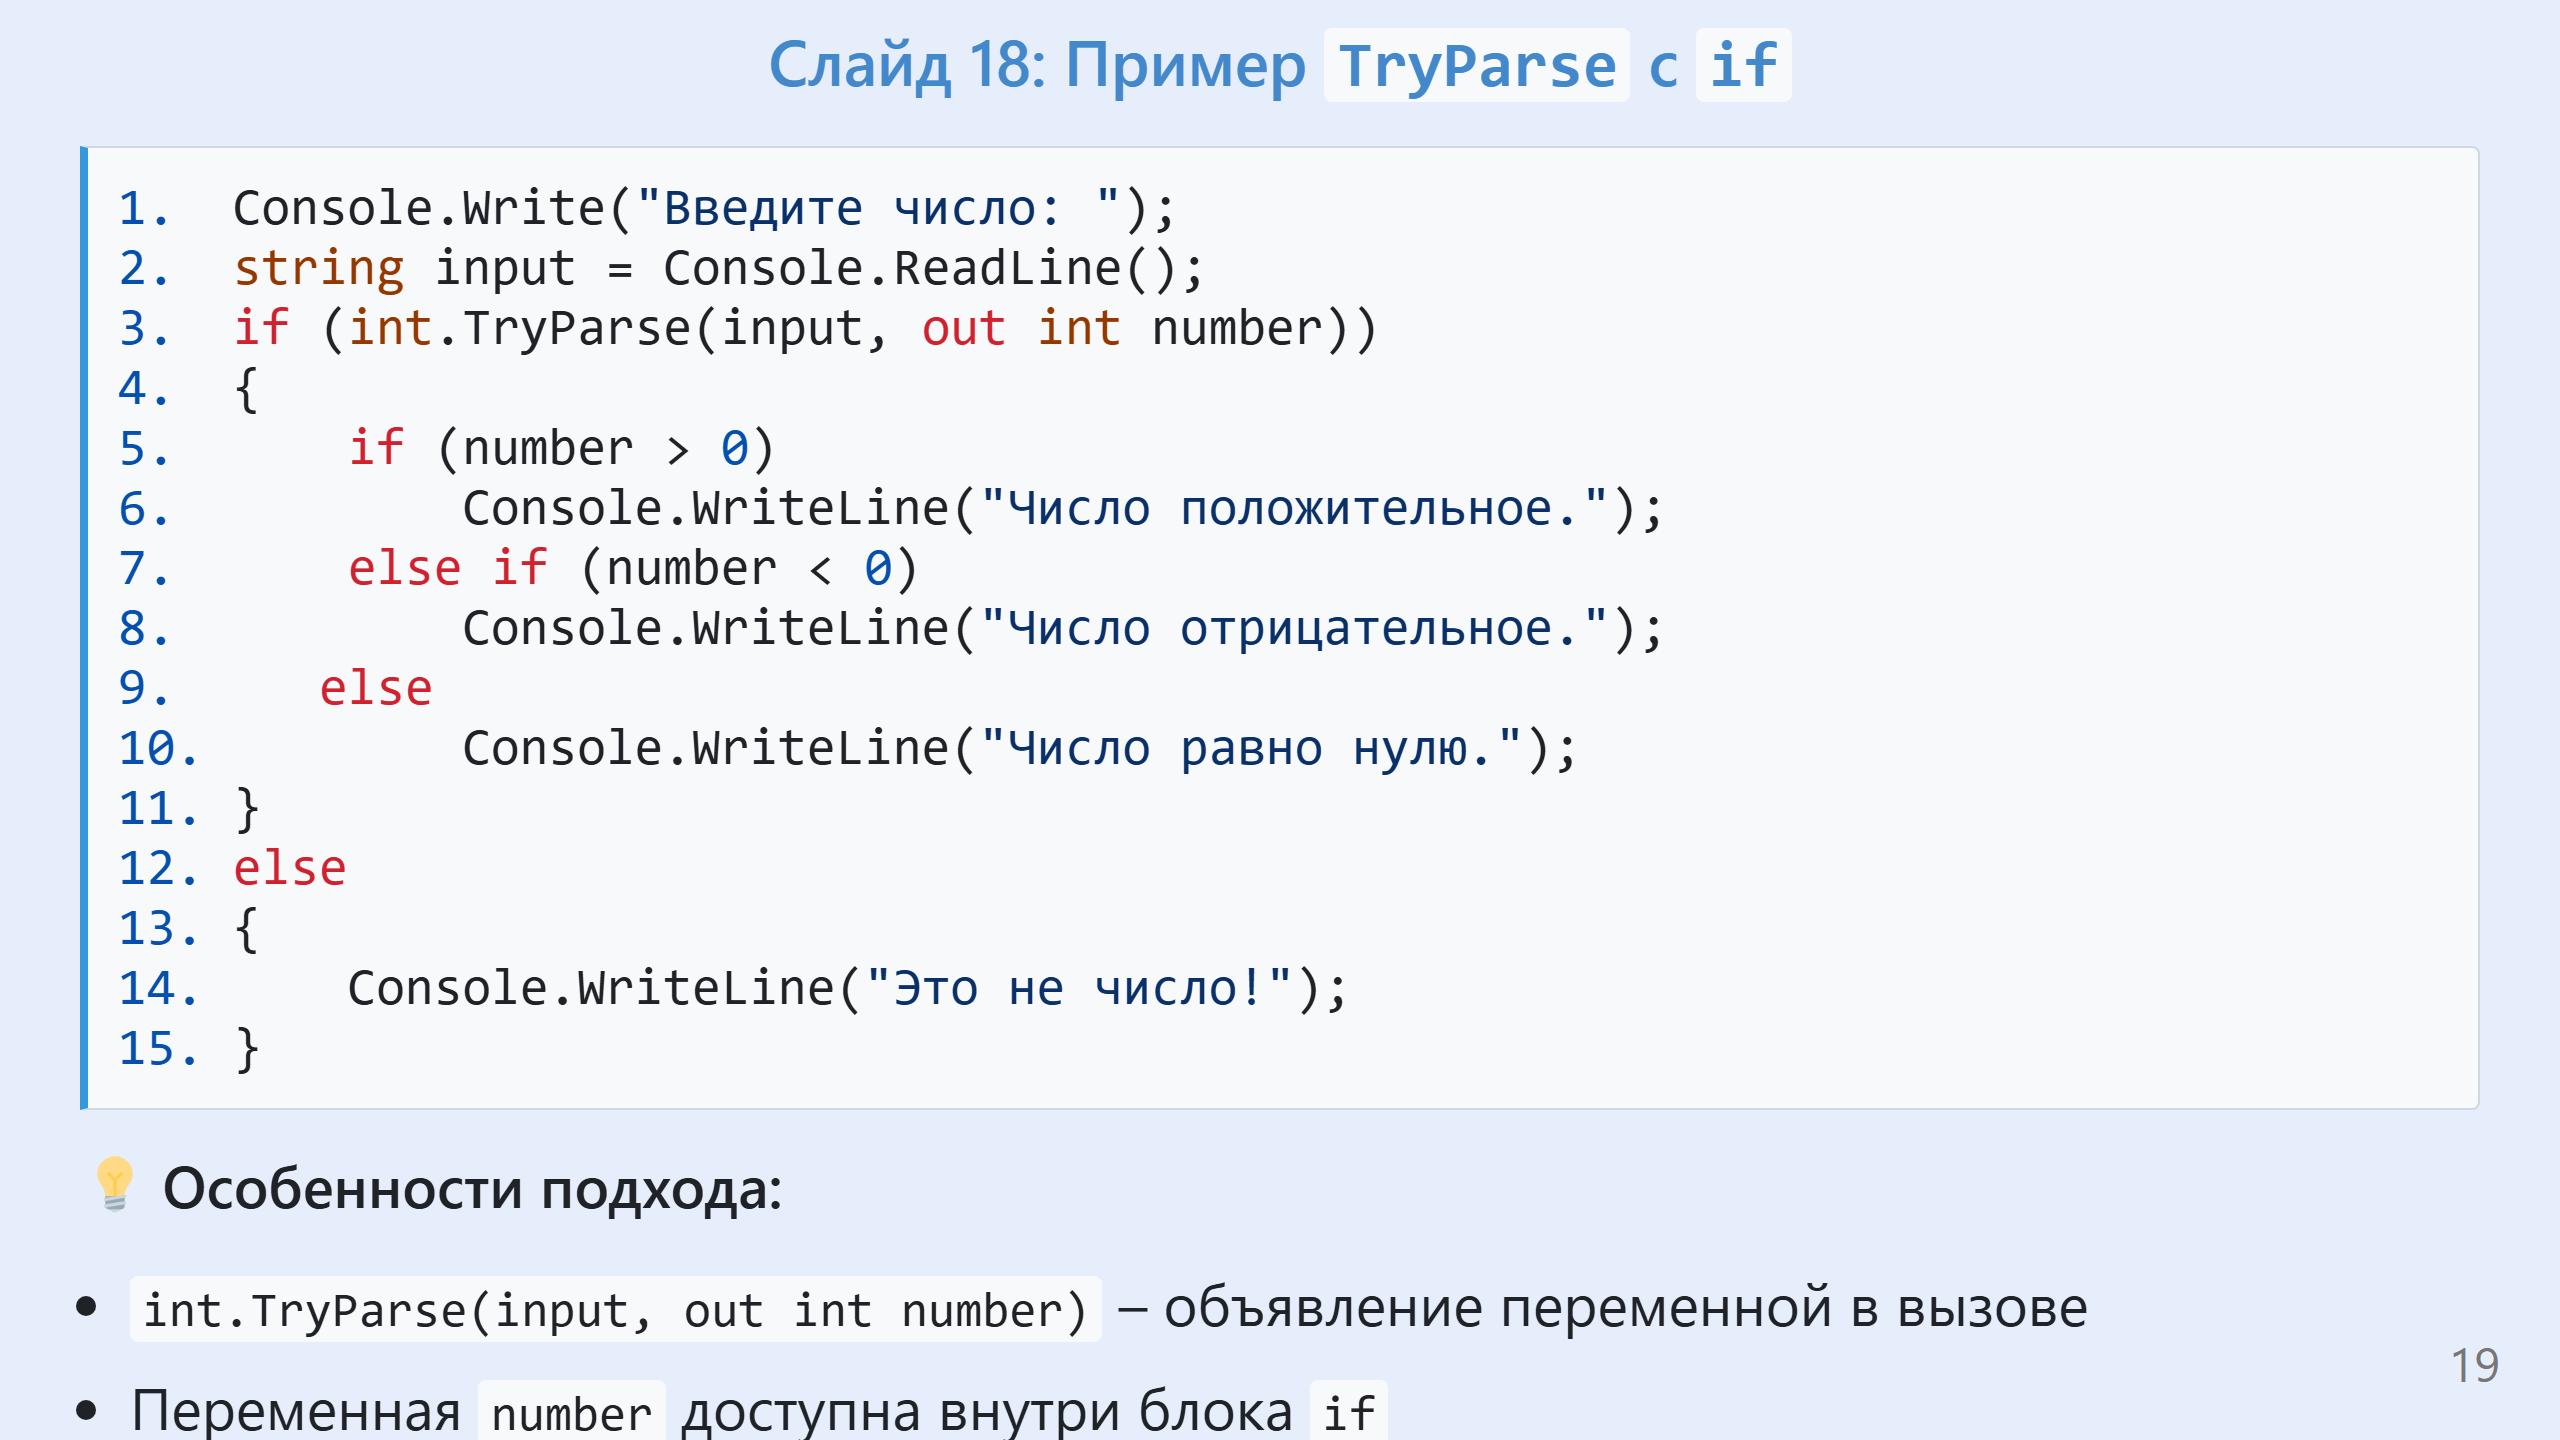 Слайд 18: Пример TryParse с if
1.  Console.Write("Введите число: ");
2.  string input = Console.ReadLine();
3.  if (int.TryParse(input, out int number))
4.  {
5.      if (number > 0)
6.          Console.WriteLine("Число положительное.");
7.      else if (number < 0)
8.          Console.WriteLine("Число отрицательное.");
9.     else
10.         Console.WriteLine("Число равно нулю.");
11. }
12. else
13. {
14.     Console.WriteLine("Это не число!");
15. }
Особенности подхода:
• int.TryParse(input, out int number) – объявление переменной в вызове
• Переменная number доступна внутри блока if
19